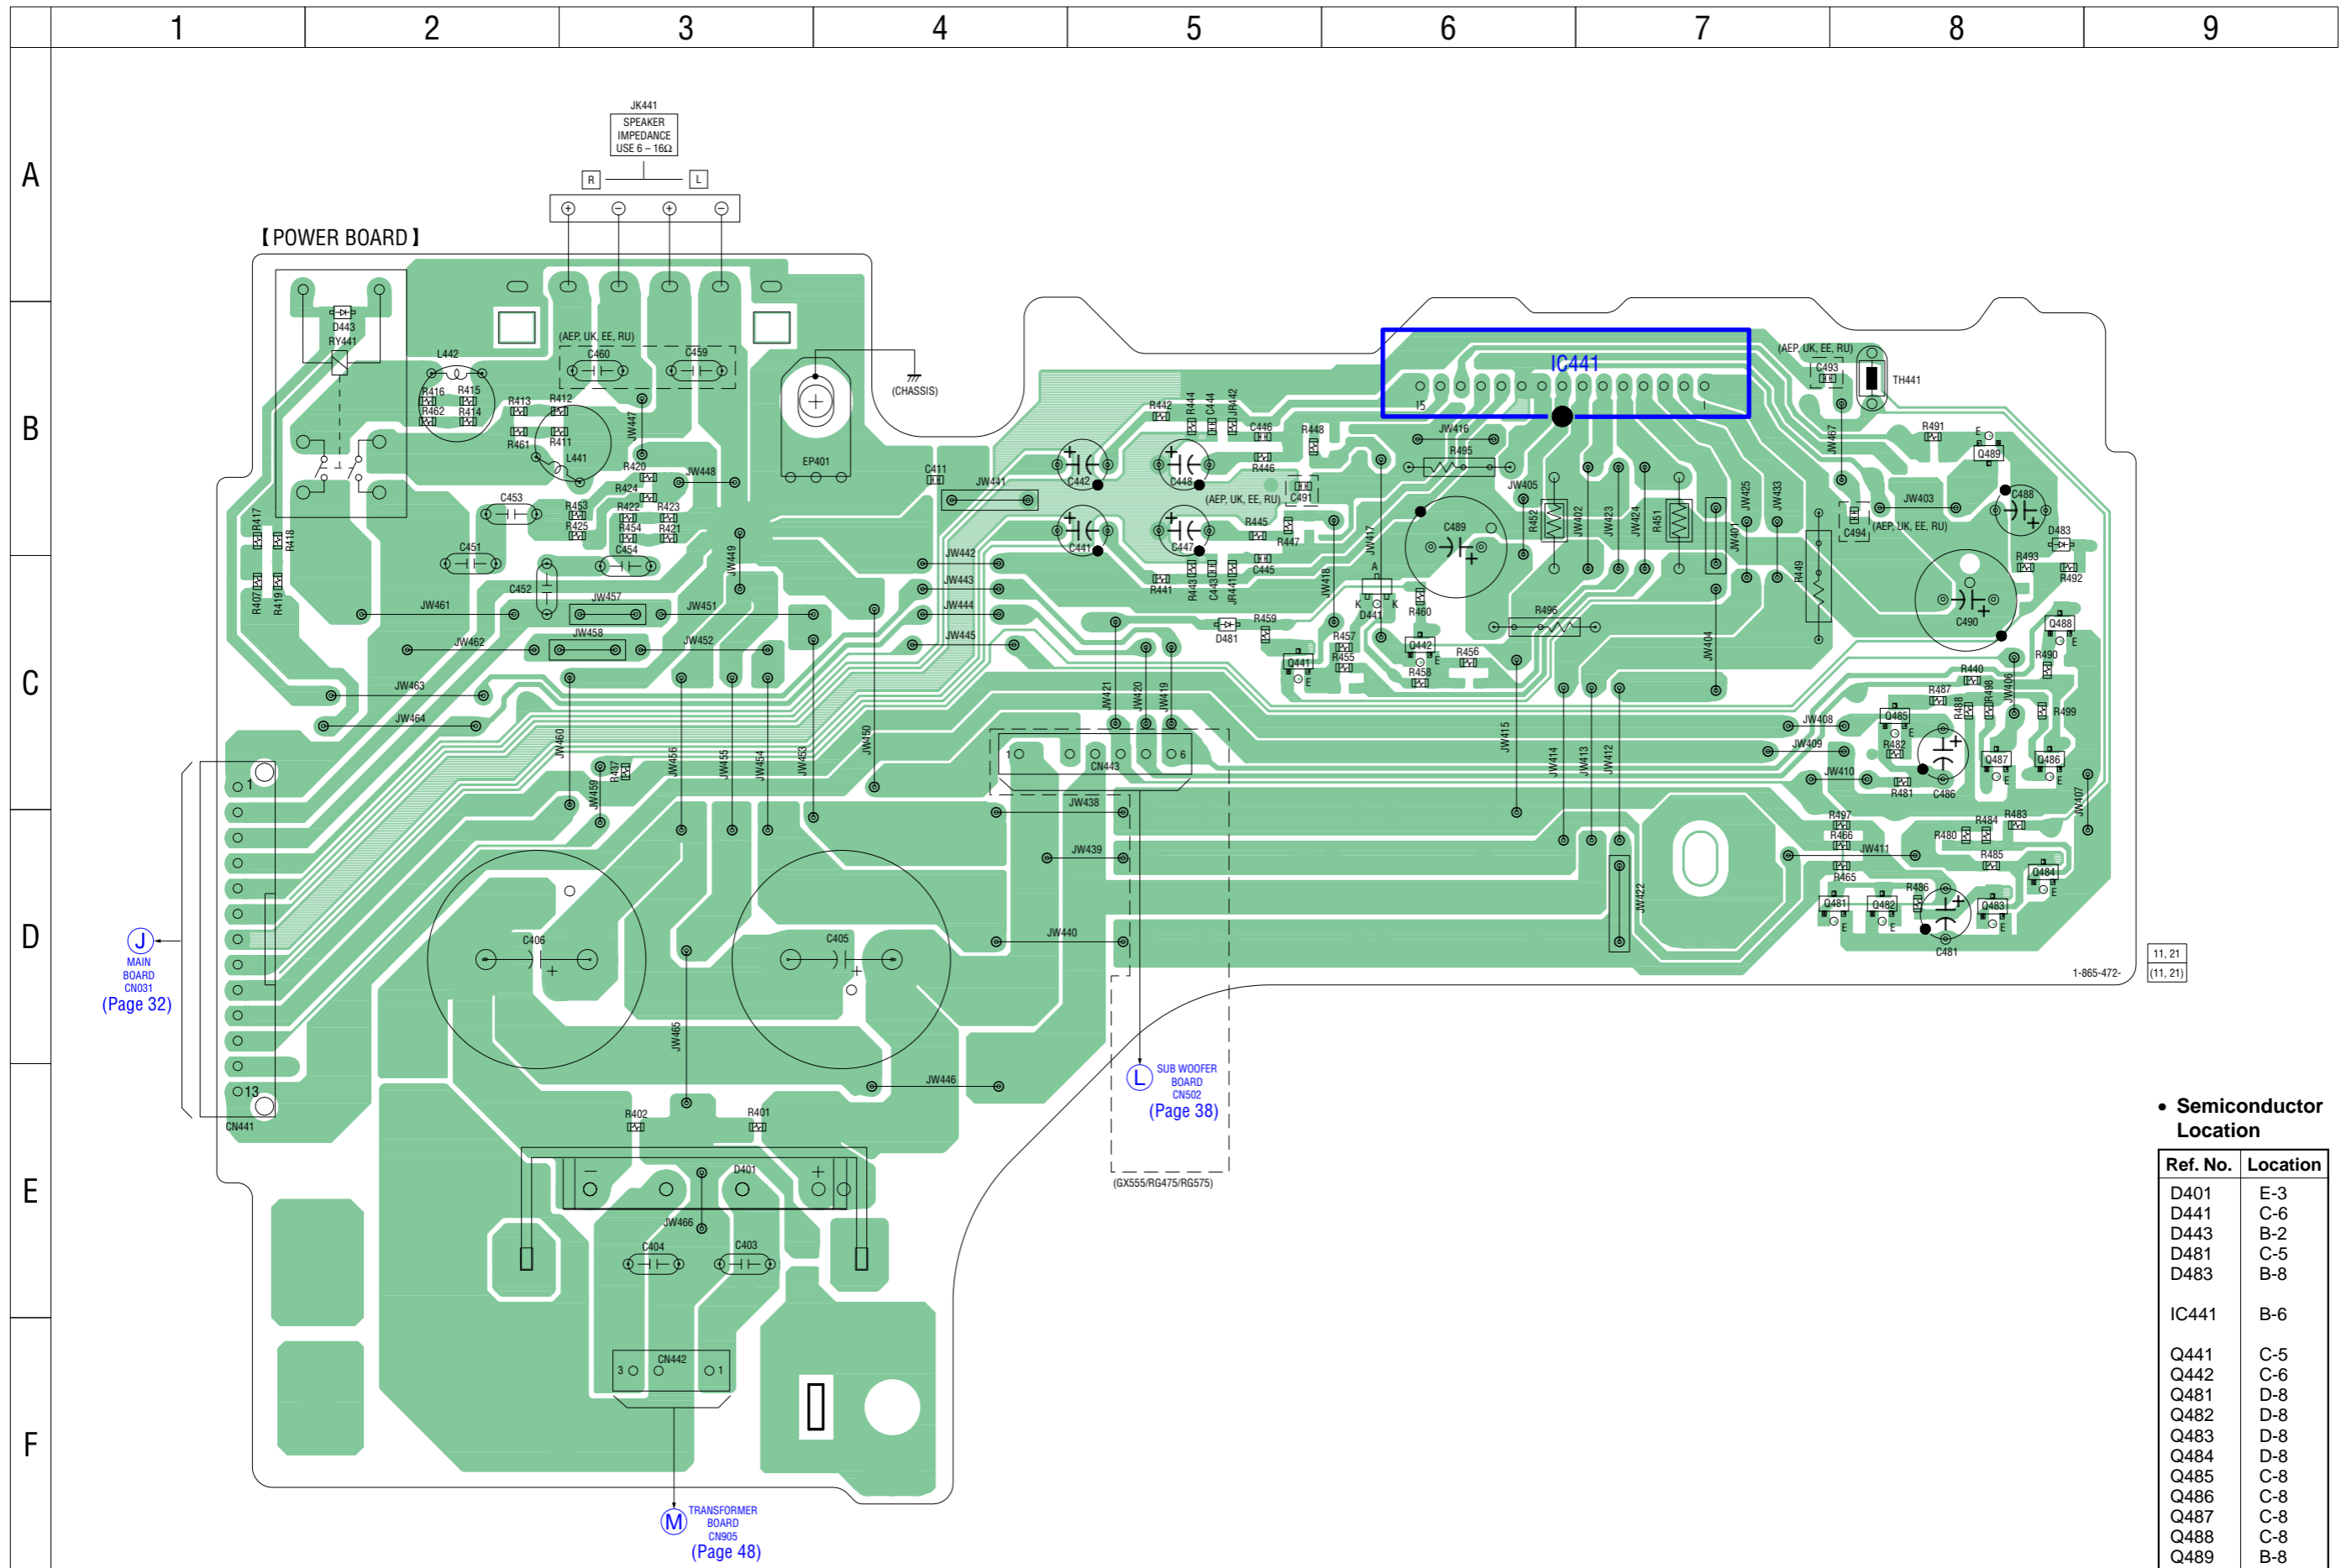 1 2 3 4 5 6 7 8 9
A
B
C
D
E
F
JK441
SPEAKER
IMPEDANCE
USE 6 – 16Ω
R L
+ − + −
【POWER BOARD】
D443
RY441
L442
R416 R415
R462 R414
R413 R412
R461 R411
L441
(AEP, UK, EE, RU)
C460 C459
JW447
(CHASSIS)
EP401
R420 JW448
R424
C453
R453 R422 R423
R425 R454 R421
C454
C451
C452
JW449
R417 R418
R407 R419
C411
JW441
JW442
JW443
JW444
JW445
JW461 JW457 JW451
JW462 JW458 JW452
JW463
JW464
JW460
JW459
R437
JW456
JW455
JW454
JW453
JW450
R442
R444
C444
JR442
C446
R446
R448
C442
C448
(AEP, UK, EE, RU)
C491
R445
R447
C441
C447
C445
R441
R443
C443
JR441
D481
R459
Q441
E
R457
R455
JW418
JW417
A
K K
D441
JW421
JW420
JW419
1 CN443 6
IC441
15 1
JW416
R495
JW405
C489
R452
JW402
JW423
JW424
R451
JW401
JW425
JW433
R449
R460
R496
Q442
E
R456
R458
JW404
JW415
JW414
JW413
JW412
(AEP, UK, EE, RU)
C493
TH441
JW467
R491
E
Q489
JW403
C488
C494
(AEP, UK, EE, RU)
D483
R493
R492
C490
Q488
E
R490
R440
R487
R488
R498
JW406
R499
Q485
E
R482
JW408
JW409
JW410
R481
C486
Q487
E
Q486
E
JW407
R497
R466
JW411
R465
R480
R484
R483
R485
Q484
E
R486
Q481
E
Q482
E
Q483
E
C481
JW438
JW439
JW440
JW422
1
13
CN441
J
MAIN
BOARD
CN031
(Page 32)
C406
+
C405
+
JW465
JW446
R402 R401
− D401 +
JW466
C404 C403
3 CN442 1
M
TRANSFORMER
BOARD
CN905
(Page 48)
L
SUB WOOFER
BOARD
CN502
(Page 38)
(GX555/RG475/RG575)
1-865-472-
11, 21
(11, 21)
• Semiconductor
Location
Ref. No. Location
D401 E-3
D441 C-6
D443 B-2
D481 C-5
D483 B-8
IC441 B-6
Q441 C-5
Q442 C-6
Q481 D-8
Q482 D-8
Q483 D-8
Q484 D-8
Q485 C-8
Q486 C-8
Q487 C-8
Q488 C-8
Q489 B-8